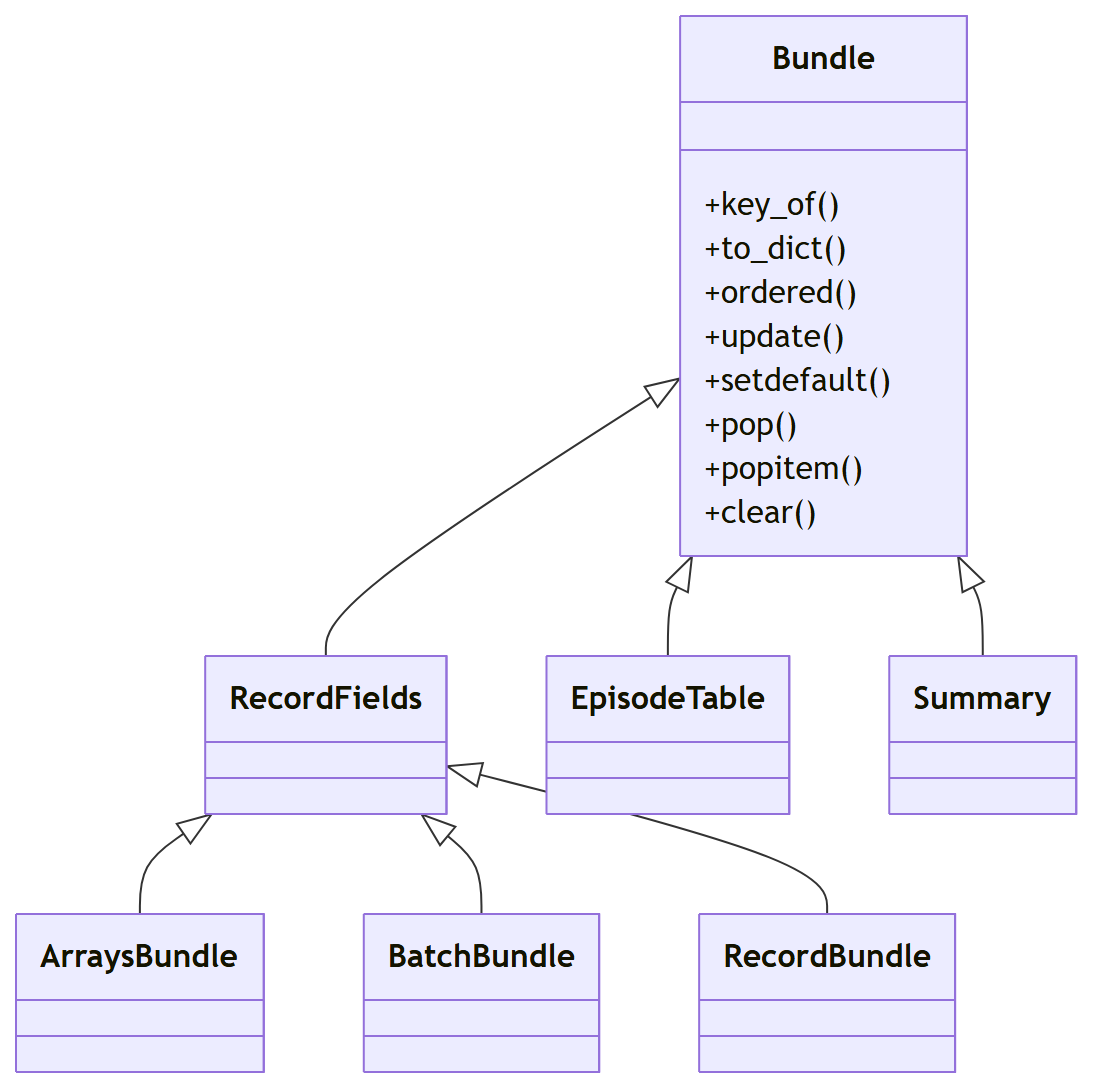 Bundle
+key_of()
+to_dict()
+ordered()
+update()
+setdefault()
+pop()
+popitem()
+clear()
RecordFields
EpisodeTable
Summary
ArraysBundle
BatchBundle
RecordBundle